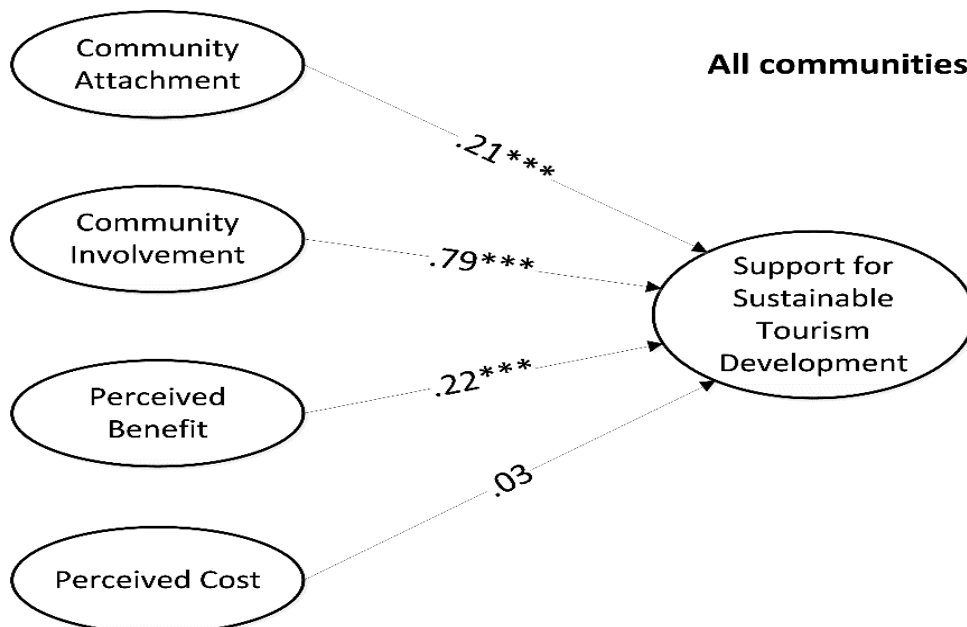 Community
Attachment
All communities
.21***
Community
Involvement
.79***
Support for
Sustainable
Tourism
Development
Perceived
Benefit
.22***
.03
Perceived Cost